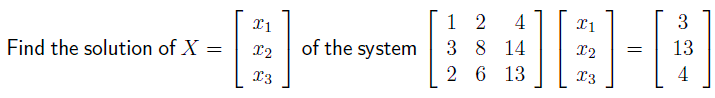 Find the solution of X = [x₁; x₂; x₃] of the system [1 2 4; 3 8 14; 2 6 13] [x₁; x₂; x₃] = [3; 13; 4]